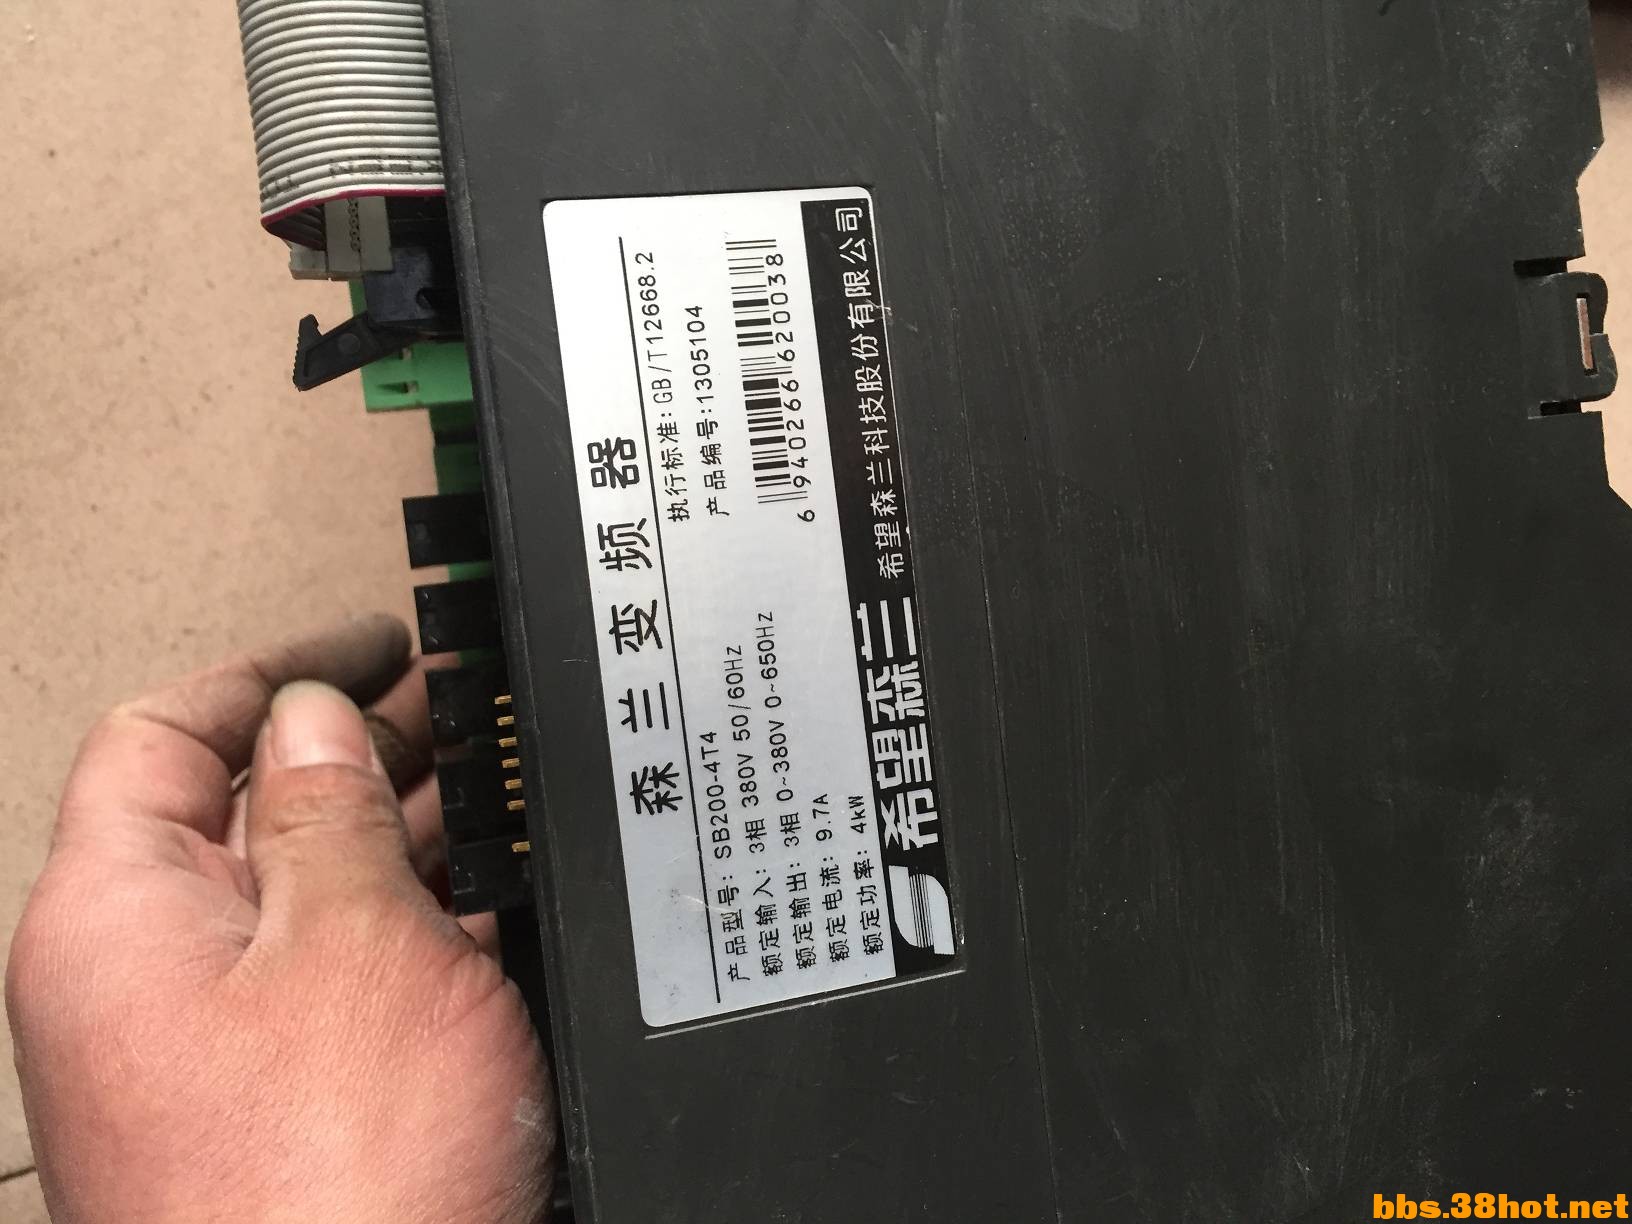 森兰变频器
执行标准：GB/T12668.2
产品编号：1305104
6940266620038
产品型号：SB200-4T4
额定输入：3相 380V 50/60HZ
额定输出：3相 0~380V 0~650HZ
额定电流：9.7A
额定功率：4kW
希望森兰 希望森兰科技股份有限公司
bbs.38hot.net